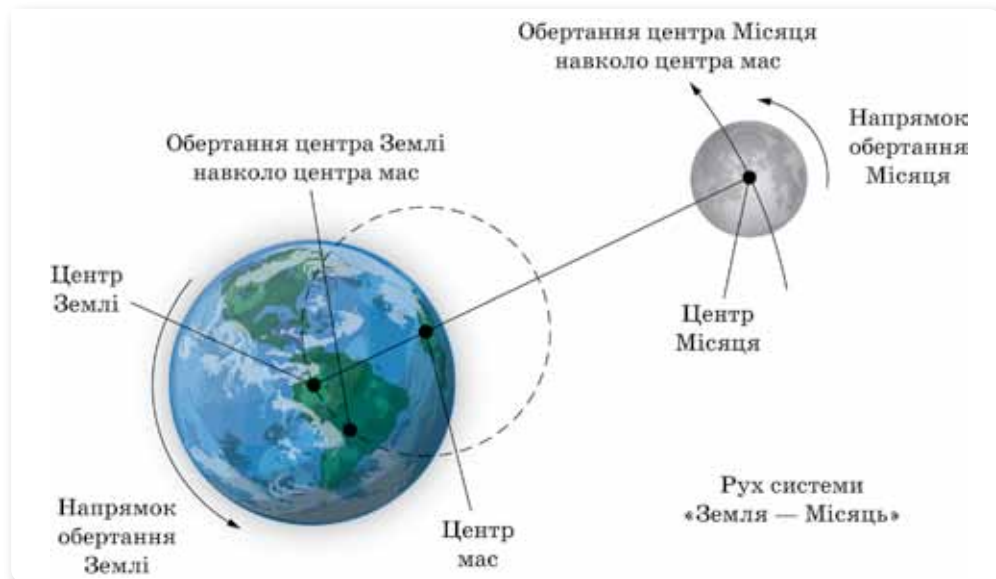 Обертання центра Місяця
навколо центра мас
Напрямок
обертання
Місяця
Обертання центра Землі
навколо центра мас
Центр
Землі
Центр
Місяця
Напрямок
обертання
Землі
Центр
мас
Рух системи
«Земля — Місяць»